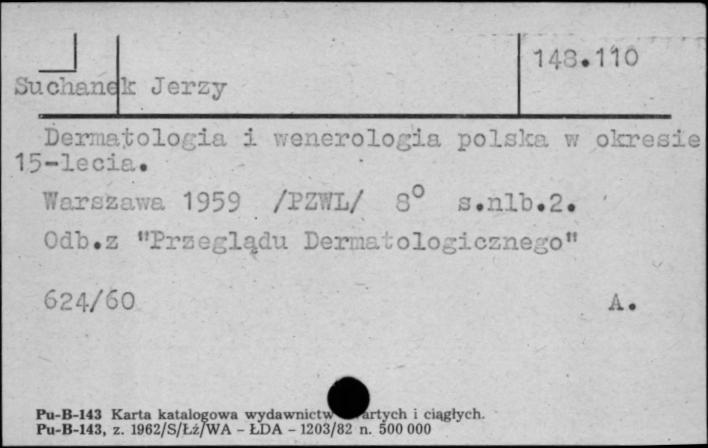 148.110
Suchanek Jerzy
Dermatologia i wenerologia polska w okresie
15-lecia.
Warszawa 1959 /PZWL/ 8° s.nlb.2.
Odb.z "Przeglądu Dermatologicznego"
624/60 A.
Pu-B-143 Karta katalogowa wydawnictw artych i ciągłych.
Pu-B-143, z. 1962/S/Łź/WA - ŁDA - 1203/82 n. 500 000